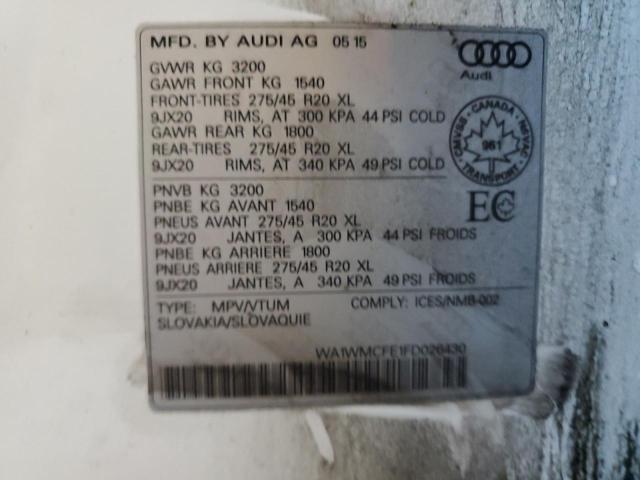 MFD. BY AUDI AG 05 15
Audi
GVWR KG 3200
GAWR FRONT KG 1540
FRONT-TIRES 275/45 R20 XL
9JX20 RIMS, AT 300 KPA 44 PSI COLD
GAWR REAR KG 1800
REAR-TIRES 275/45 R20 XL
9JX20 RIMS, AT 340 KPA 49 PSI COLD
CANADA
CMVSS NSVAC
961
TRANSPORT
PNVB KG 3200
PNBE KG AVANT 1540
PNEUS AVANT 275/45 R20 XL
9JX20 JANTES, A 300 KPA 44 PSI FROIDS
PNBE KG ARRIERE 1800
PNEUS ARRIERE 275/45 R20 XL
9JX20 JANTES, A 340 KPA 49 PSI FROIDS
EC
TYPE: MPV/VTUM COMPLY: ICES/NMB-002
SLOVAKIA/SLOVAQUIE
WA1WMCFE1FD026430